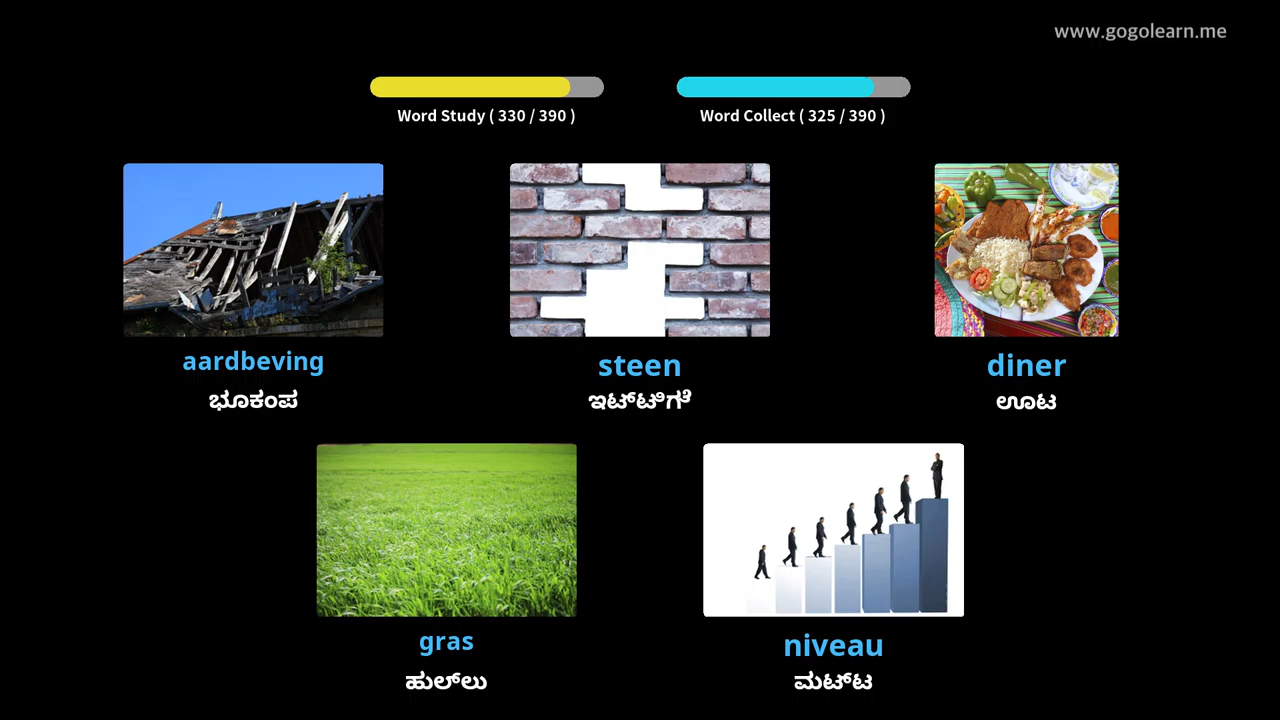 www.gogolearn.me
Word Study ( 330 / 390 )
Word Collect ( 325 / 390 )
aardbeving
ಭೂಕಂಪ
steen
ಇಟ್ಟಿಗೆ
diner
ಊಟ
gras
ಹುಲ್ಲು
niveau
ಮಟ್ಟ